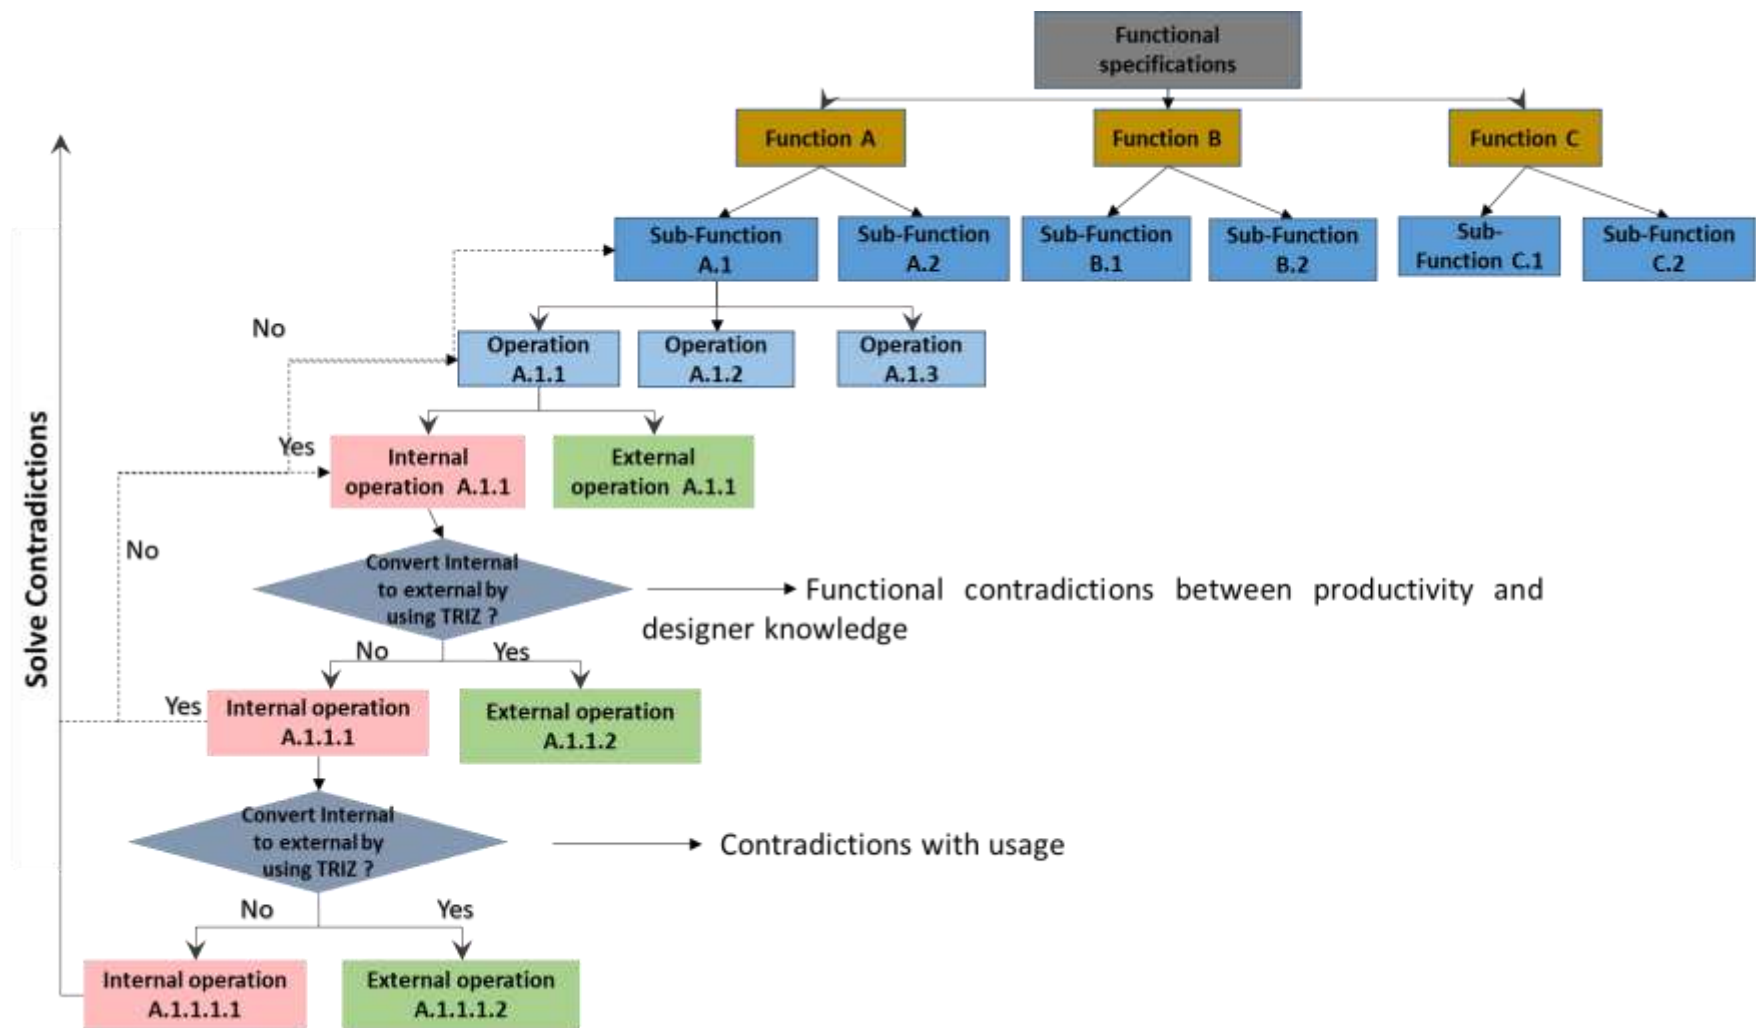 Functional
specifications
Function A
Function B
Function C
Sub-Function
A.1
Sub-Function
A.2
Sub-Function
B.1
Sub-Function
B.2
Sub-
Function C.1
Sub-Function
C.2
No
Operation
A.1.1
Operation
A.1.2
Operation
A.1.3
Yes
Internal
operation A.1.1
External
operation A.1.1
Solve Contradictions
No
Convert Internal
to external by
using TRIZ ?
Functional contradictions between productivity and
designer knowledge
No
Yes
Yes
Internal operation
A.1.1.1
External operation
A.1.1.2
Convert Internal
to external by
using TRIZ ?
Contradictions with usage
No
Yes
Internal operation
A.1.1.1.1
External operation
A.1.1.1.2